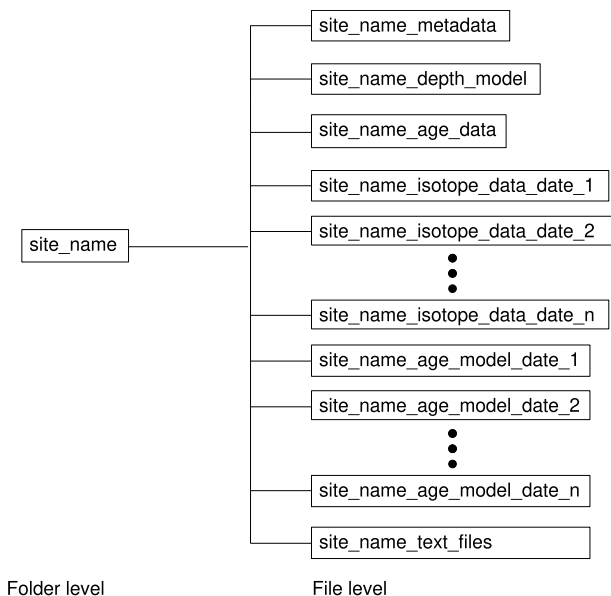 site_name_metadata
site_name_depth_model
site_name_age_data
site_name_isotope_data_date_1
site_name
site_name_isotope_data_date_2
site_name_isotope_data_date_n
site_name_age_model_date_1
site_name_age_model_date_2
site_name_age_model_date_n
site_name_text_files
Folder level
File level